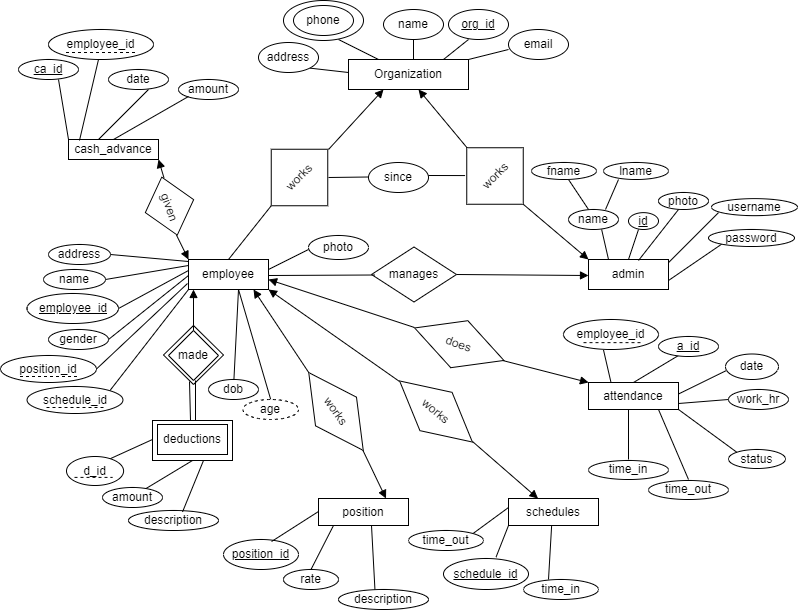 phone
name
org_id
email
address
Organization
employee_id
ca_id
date
amount
cash_advance
given
works
since
works
fname
lname
name
id
photo
username
password
admin
address
name
employee_id
gender
position_id
schedule_id
employee
photo
manages
made
dob
age
does
works
works
deductions
d_id
amount
description
employee_id
a_id
date
work_hr
status
attendance
time_in
time_out
position
position_id
rate
description
schedules
time_out
schedule_id
time_in